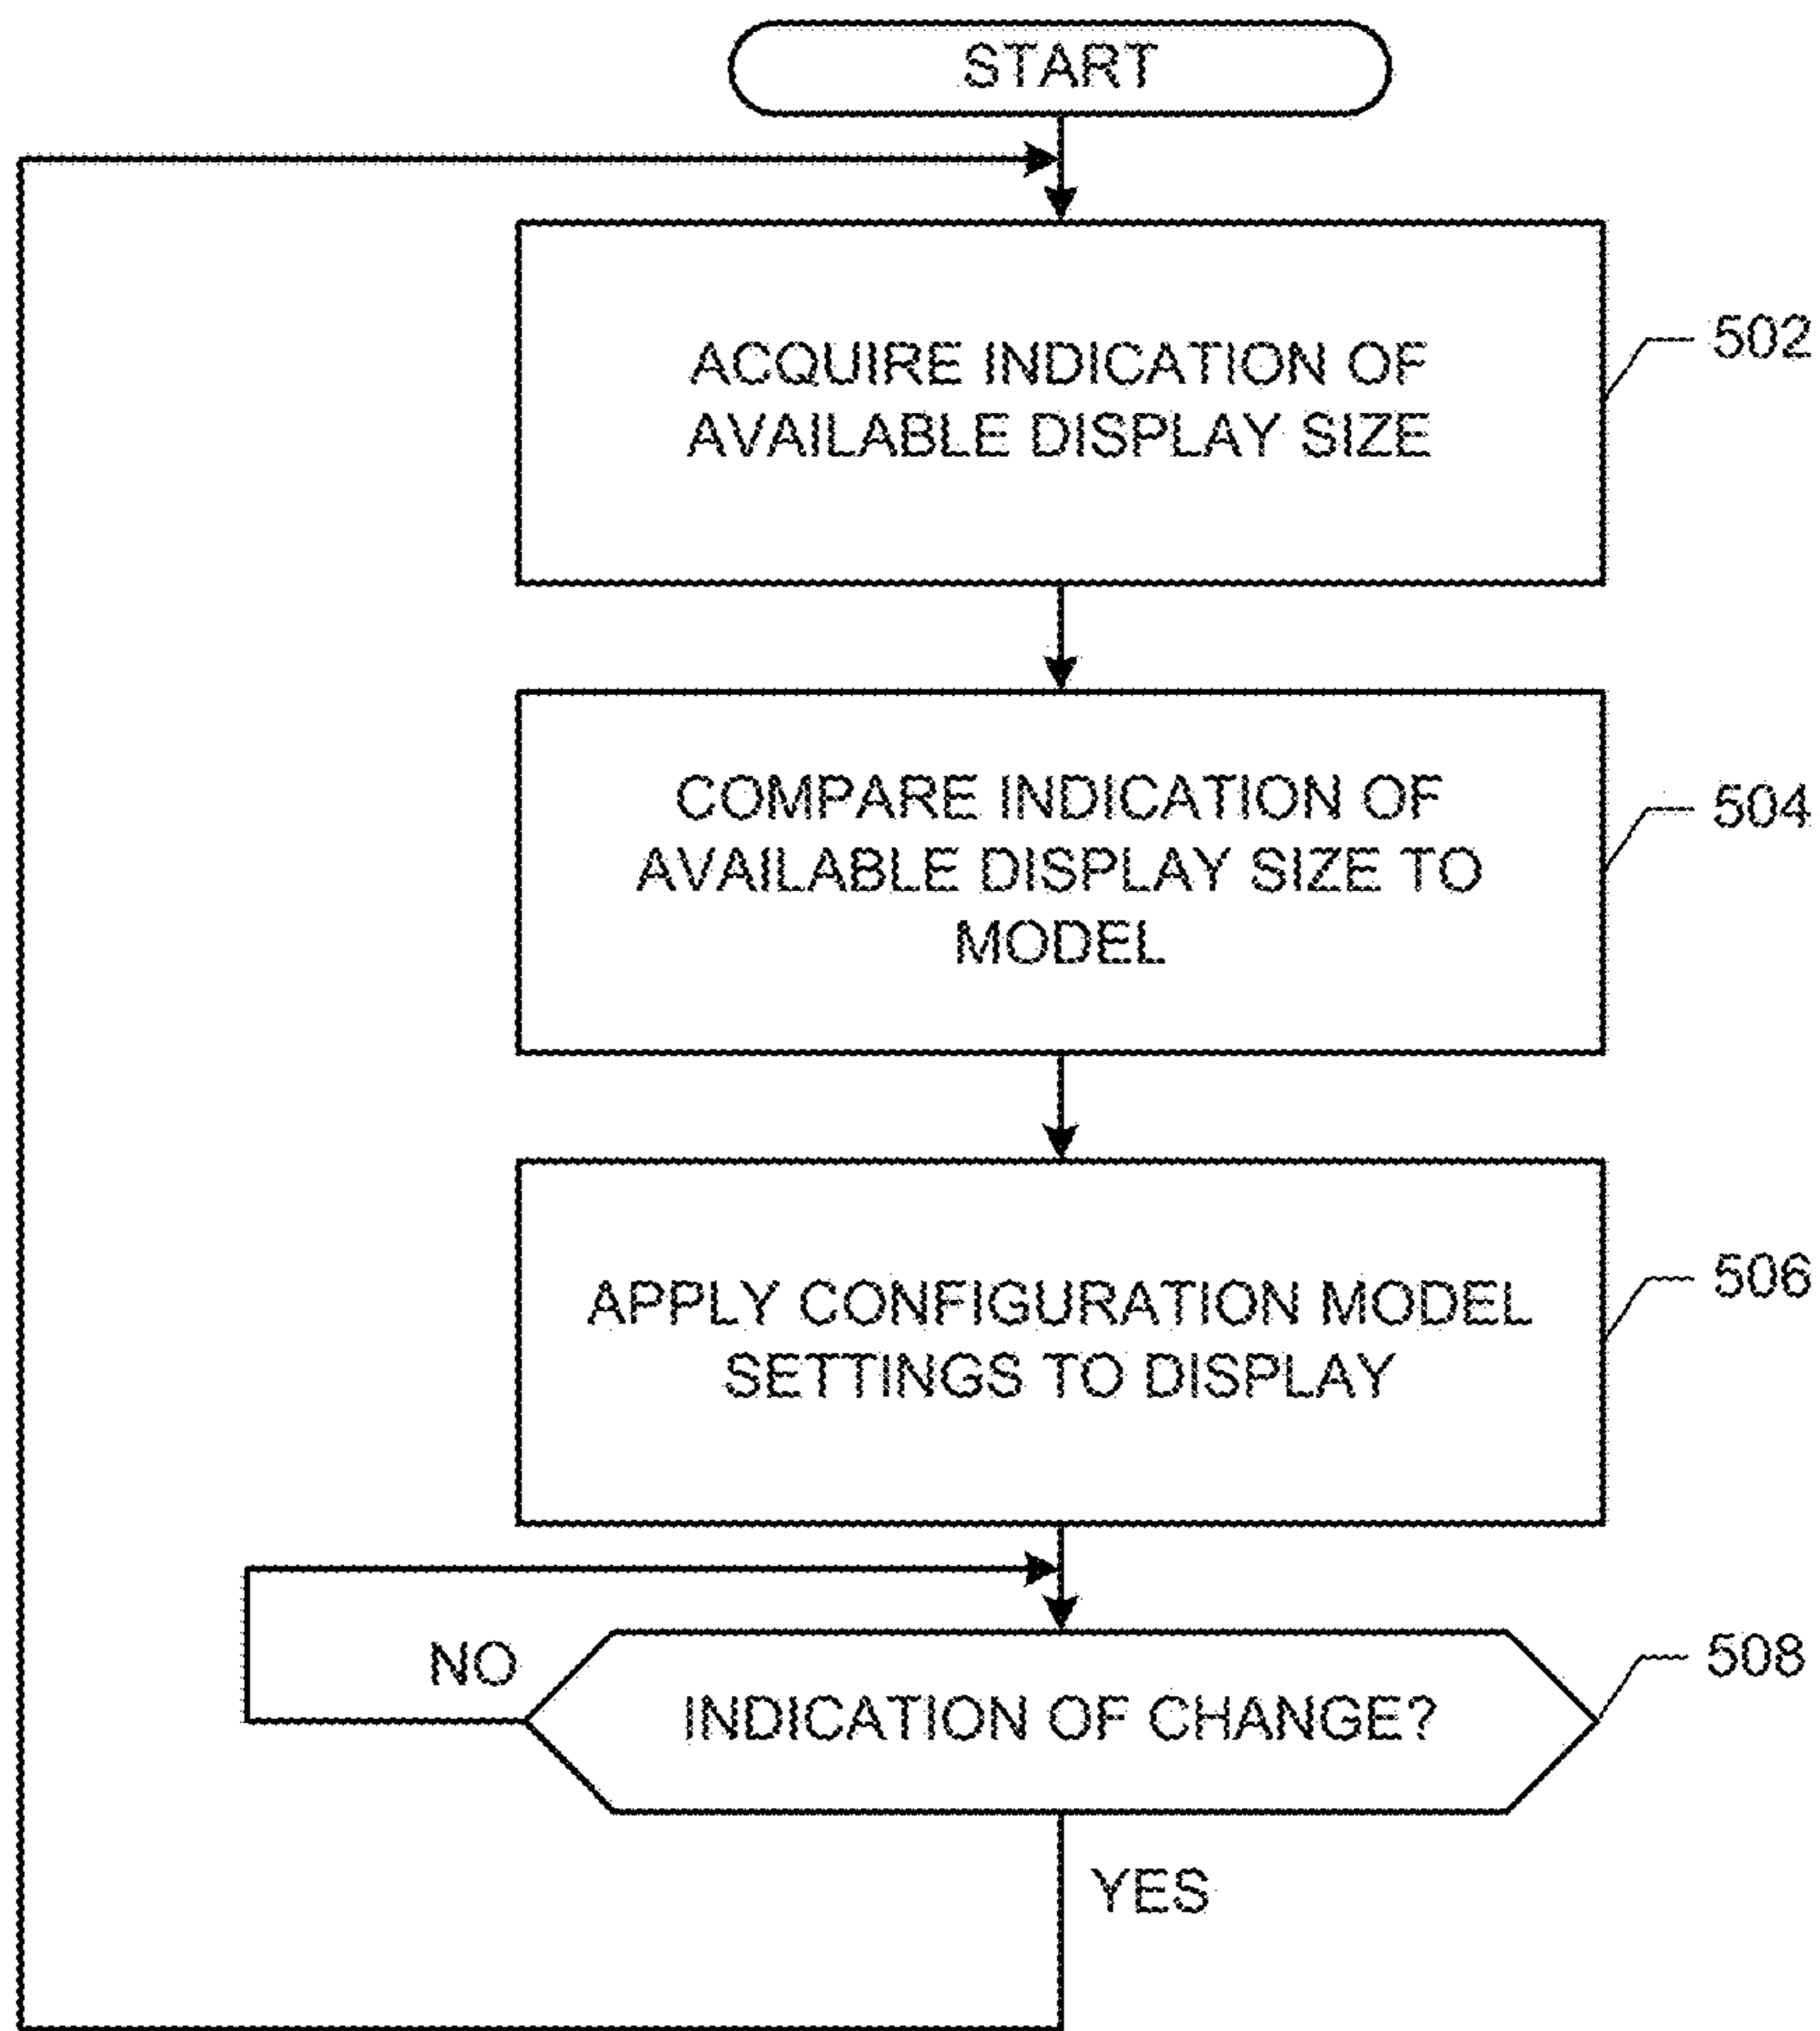 START
ACQUIRE INDICATION OF
AVAILABLE DISPLAY SIZE
502
COMPARE INDICATION OF
AVAILABLE DISPLAY SIZE TO
MODEL
504
APPLY CONFIGURATION MODEL
SETTINGS TO DISPLAY
506
NO
INDICATION OF CHANGE?
508
YES